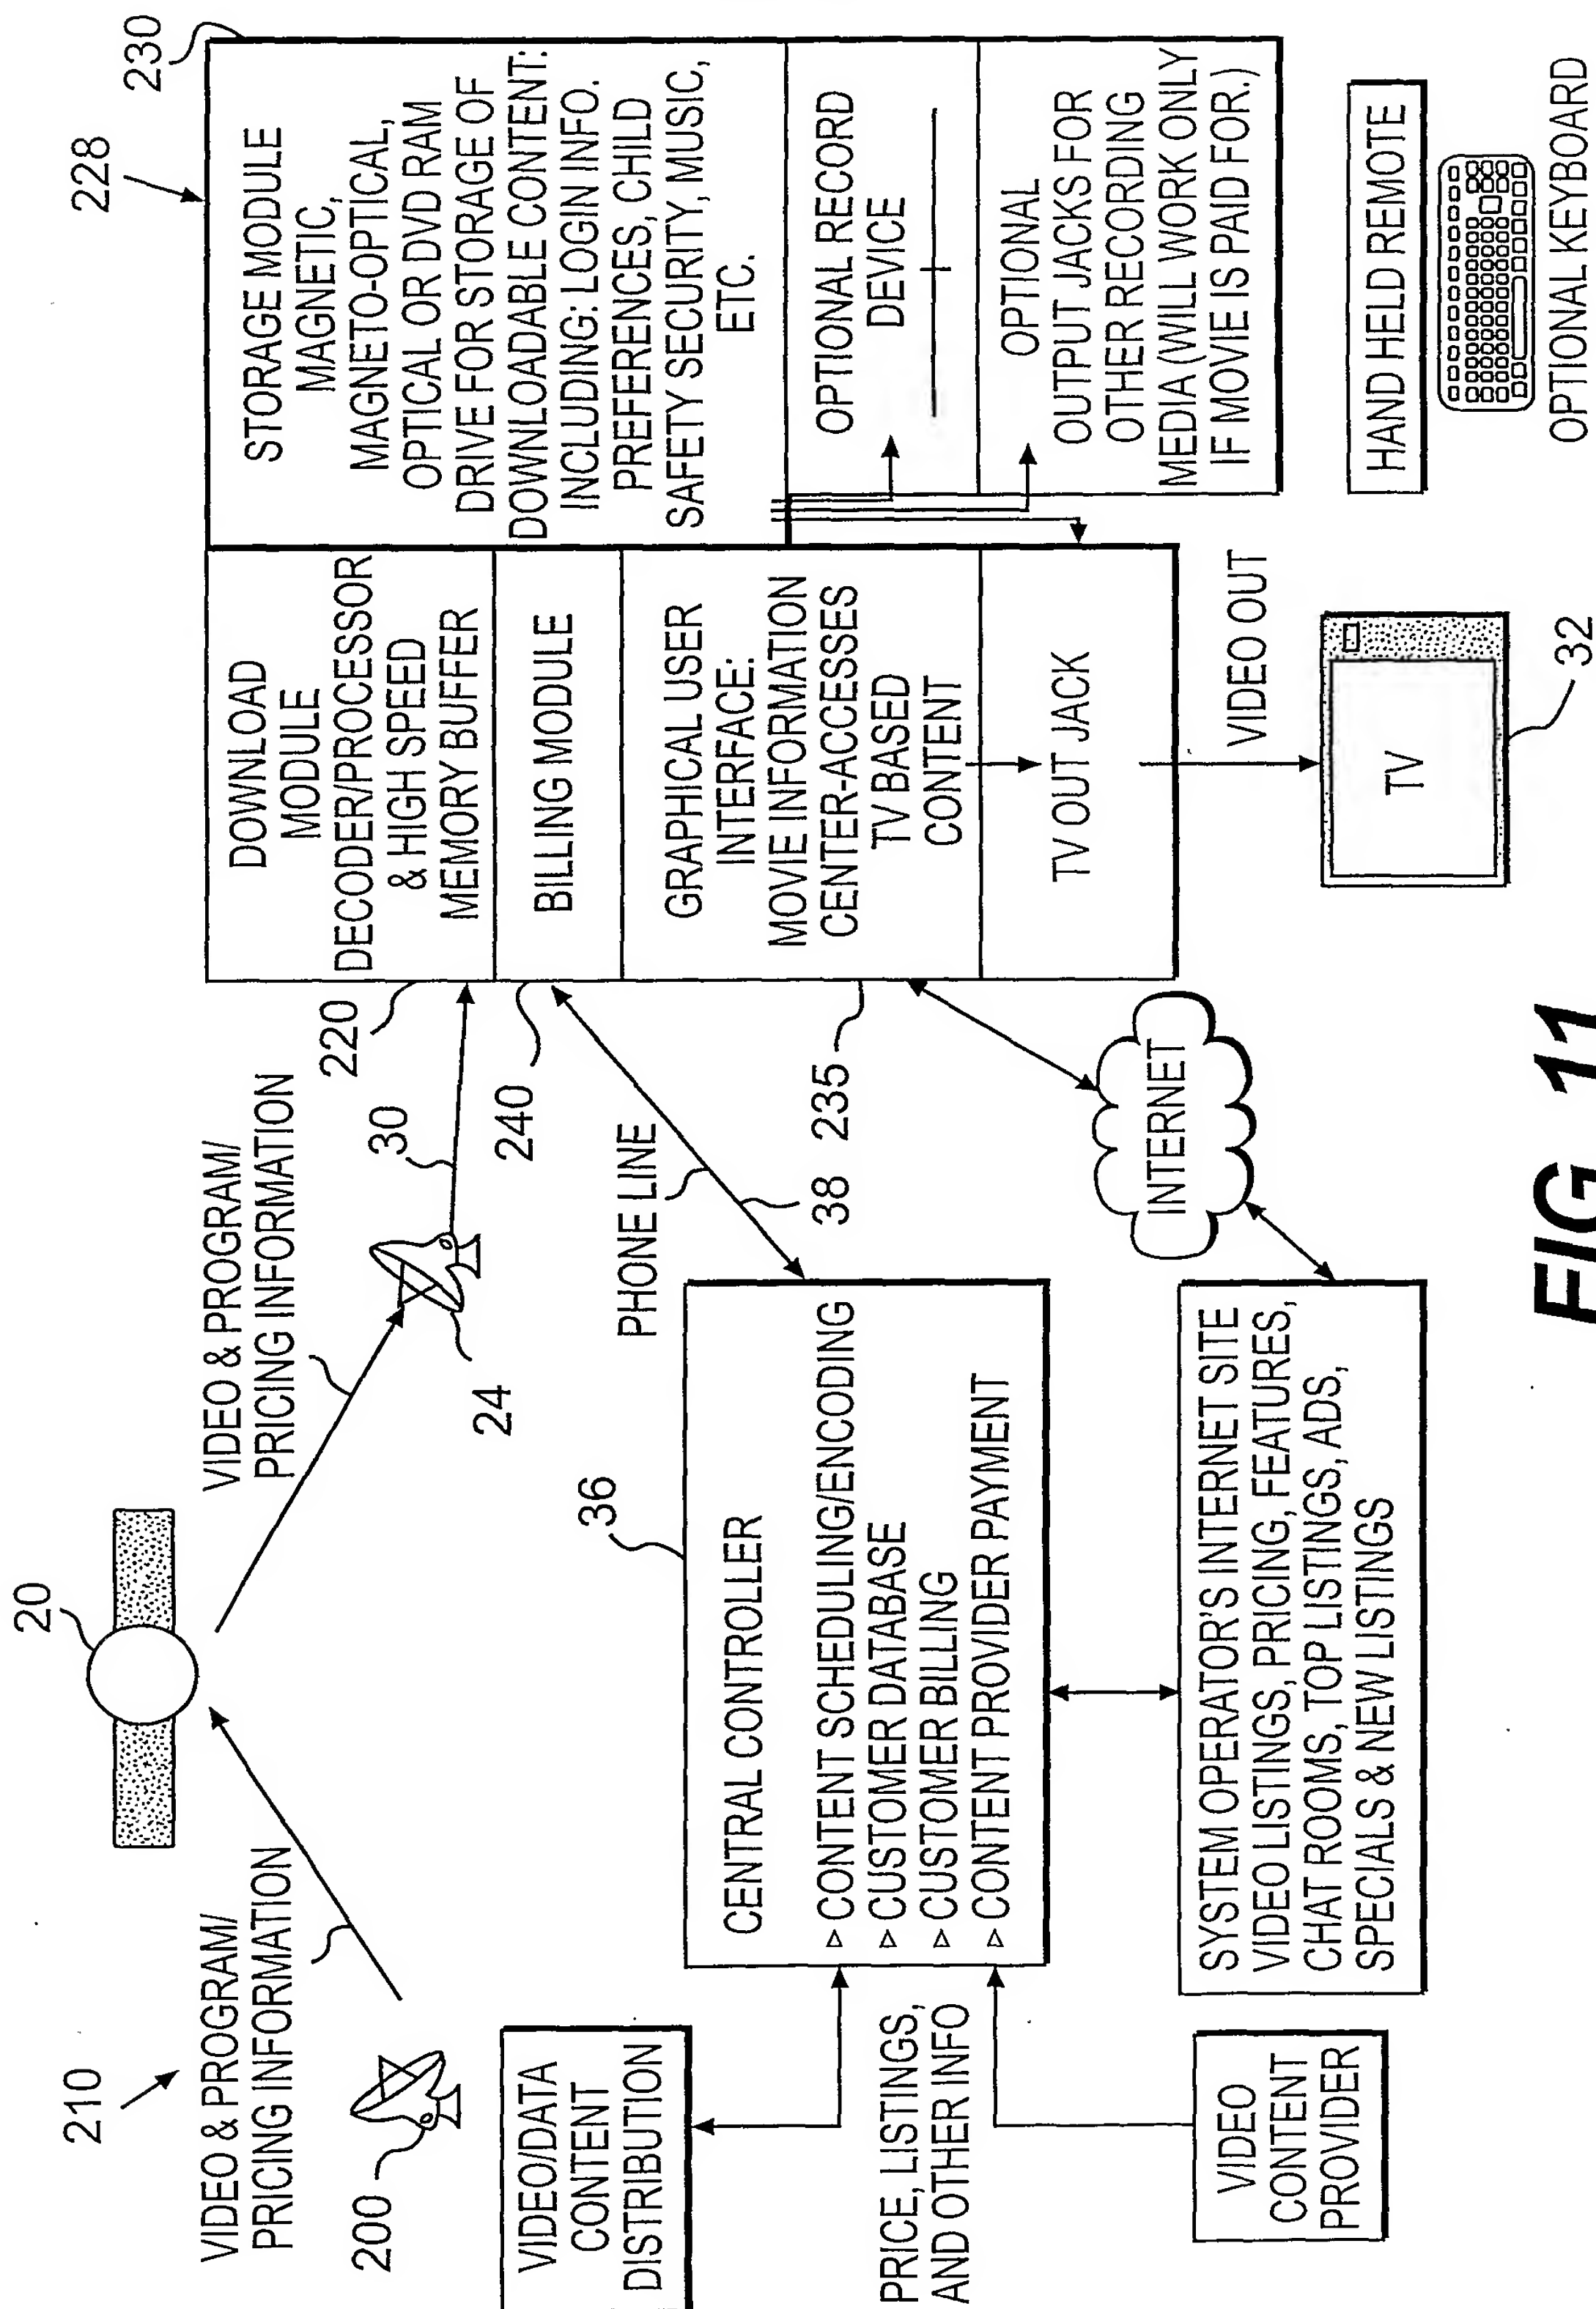 210
VIDEO & PROGRAM/
PRICING INFORMATION
200
20
VIDEO & PROGRAM/
PRICING INFORMATION
24
30
VIDEO/DATA
CONTENT
DISTRIBUTION
PRICE, LISTINGS,
AND OTHER INFO
VIDEO
CONTENT
PROVIDER
36
CENTRAL CONTROLLER
▹ CONTENT SCHEDULING/ENCODING
▹ CUSTOMER DATABASE
▹ CUSTOMER BILLING
▹ CONTENT PROVIDER PAYMENT
SYSTEM OPERATOR'S INTERNET SITE
VIDEO LISTINGS, PRICING, FEATURES,
CHAT ROOMS, TOP LISTINGS, ADS,
SPECIALS & NEW LISTINGS
PHONE LINE
38
INTERNET
220
240
235
DOWNLOAD
MODULE
DECODER/PROCESSOR
& HIGH SPEED
MEMORY BUFFER
BILLING MODULE
GRAPHICAL USER
INTERFACE:
MOVIE INFORMATION
CENTER-ACCESSES
TV BASED
CONTENT
TV OUT JACK
VIDEO OUT
TV
32
228
230
STORAGE MODULE
MAGNETIC,
MAGNETO-OPTICAL,
OPTICAL OR DVD RAM
DRIVE FOR STORAGE OF
DOWNLOADABLE CONTENT:
INCLUDING: LOGIN INFO.
PREFERENCES, CHILD
SAFETY SECURITY, MUSIC,
ETC.
OPTIONAL RECORD
DEVICE
OPTIONAL
OUTPUT JACKS FOR
OTHER RECORDING
MEDIA (WILL WORK ONLY
IF MOVIE IS PAID FOR.)
HAND HELD REMOTE
OPTIONAL KEYBOARD
FIG. 11